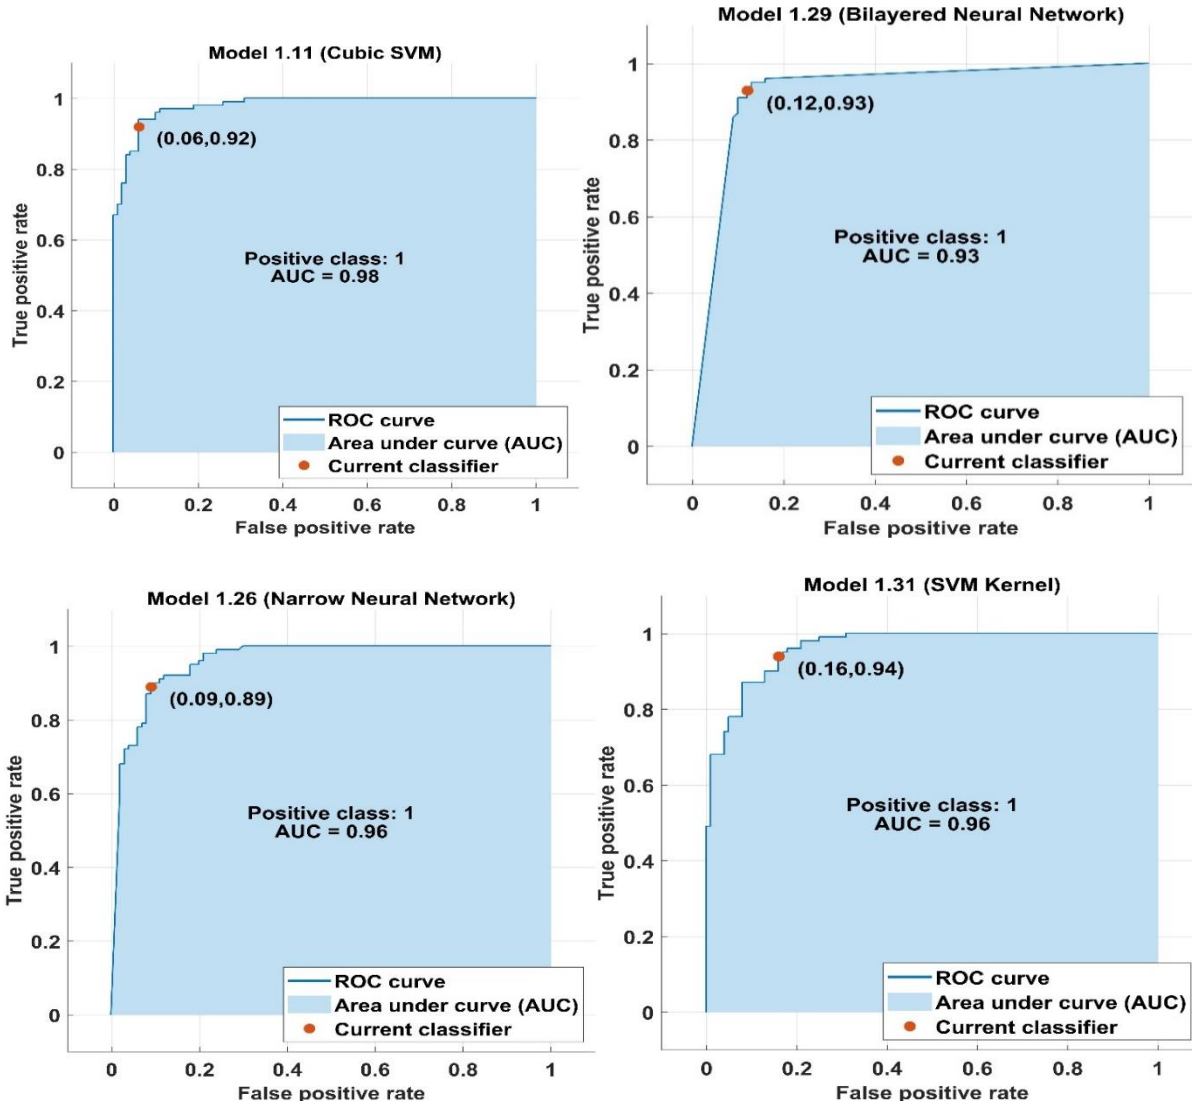 Model 1.11 (Cubic SVM)
True positive rate
1
0.8
0.6
0.4
0.2
0
(0.06,0.92)
Positive class: 1
AUC = 0.98
ROC curve
Area under curve (AUC)
Current classifier
0
0.2
0.4
0.6
0.8
1
False positive rate
Model 1.29 (Bilayered Neural Network)
True positive rate
1
0.8
0.6
0.4
0.2
0
(0.12,0.93)
Positive class: 1
AUC = 0.93
ROC curve
Area under curve (AUC)
Current classifier
0
0.2
0.4
0.6
0.8
1
False positive rate
Model 1.26 (Narrow Neural Network)
True positive rate
1
0.8
0.6
0.4
0.2
0
(0.09,0.89)
Positive class: 1
AUC = 0.96
ROC curve
Area under curve (AUC)
Current classifier
0
0.2
0.4
0.6
0.8
1
False positive rate
Model 1.31 (SVM Kernel)
True positive rate
1
0.8
0.6
0.4
0.2
0
(0.16,0.94)
Positive class: 1
AUC = 0.96
ROC curve
Area under curve (AUC)
Current classifier
0
0.2
0.4
0.6
0.8
1
False positive rate